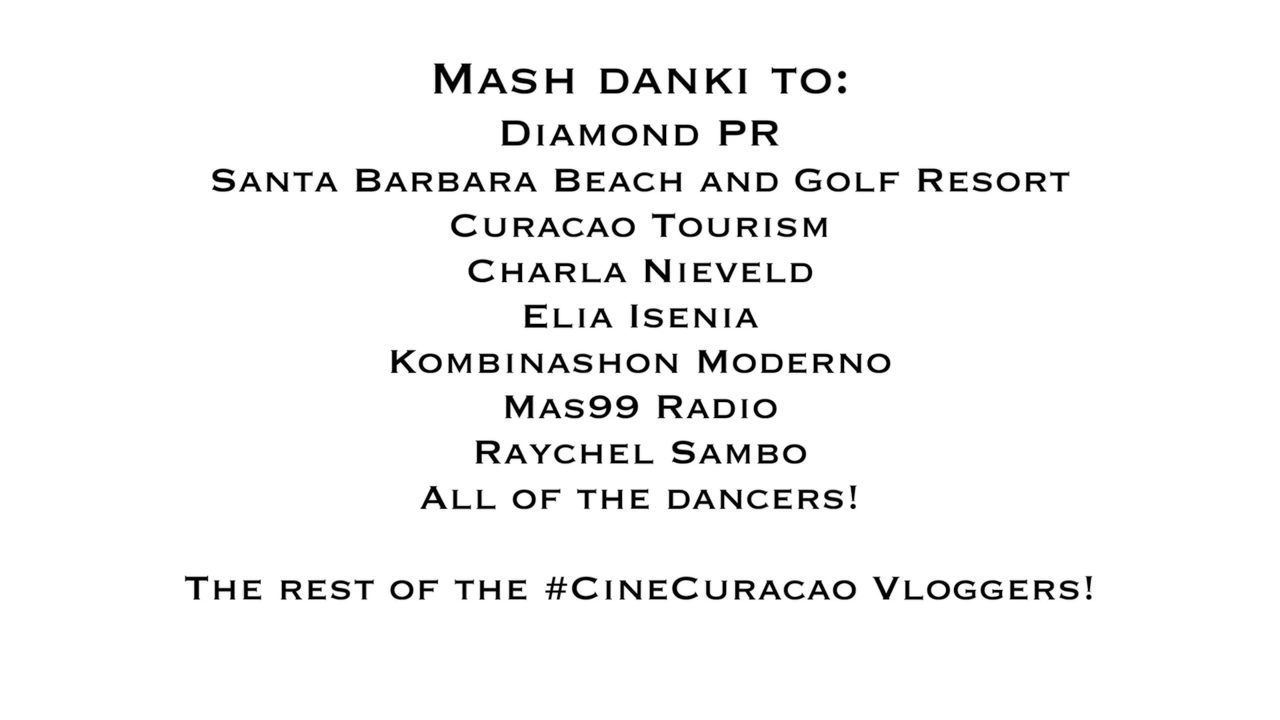 Mash danki to:
Diamond PR
Santa Barbara Beach and Golf Resort
Curacao Tourism
Charla Nieveld
Elia Isenia
Kombinashon Moderno
Mas99 Radio
Raychel Sambo
All of the dancers!
The rest of the #CineCuracao Vloggers!